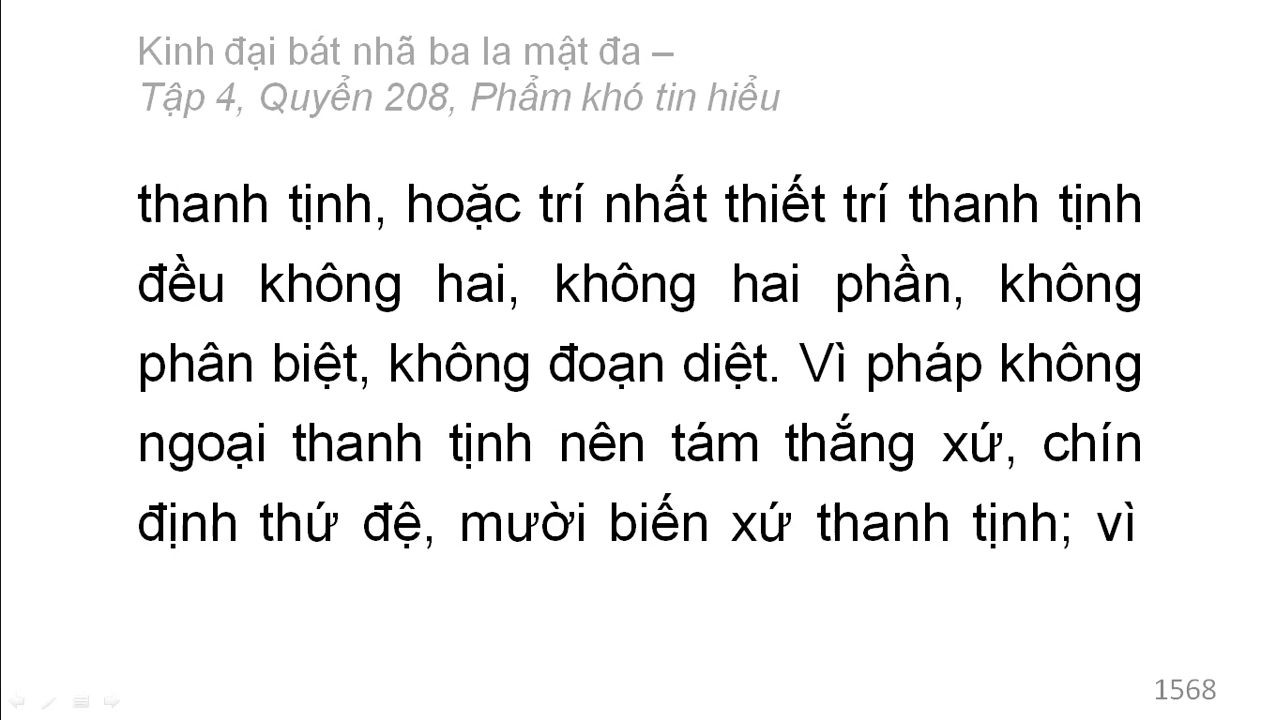 Kinh đại bát nhã ba la mật đa –
Tập 4, Quyển 208, Phẩm khó tin hiểu
thanh tịnh, hoặc trí nhất thiết trí thanh tịnh
đều không hai, không hai phần, không
phân biệt, không đoạn diệt. Vì pháp không
ngoại thanh tịnh nên tám thắng xứ, chín
định thứ đệ, mười biến xứ thanh tịnh; vì
1568